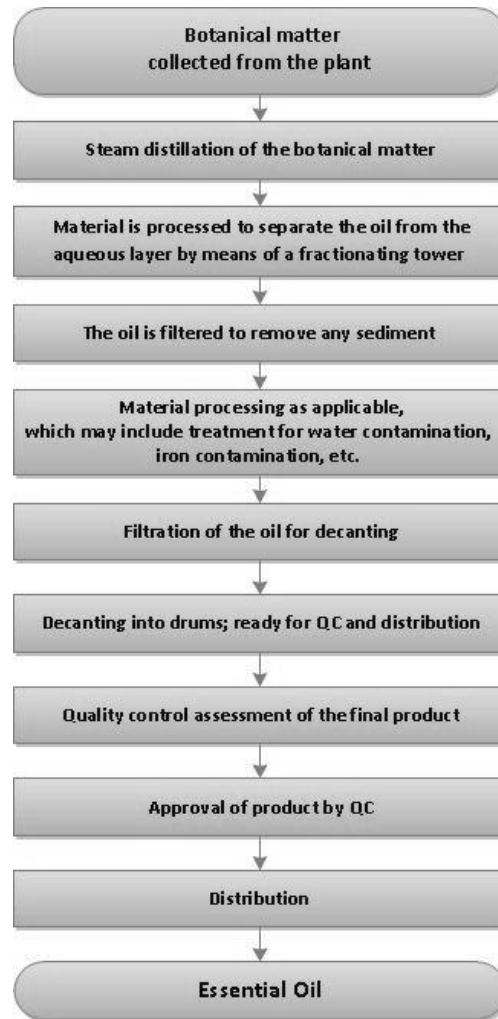 Botanical matter
collected from the plant
Steam distillation of the botanical matter
Material is processed to separate the oil from the
aqueous layer by means of a fractionating tower
The oil is filtered to remove any sediment
Material processing as applicable,
which may include treatment for water contamination,
iron contamination, etc.
Filtration of the oil for decanting
Decanting into drums; ready for QC and distribution
Quality control assessment of the final product
Approval of product by QC
Distribution
Essential Oil